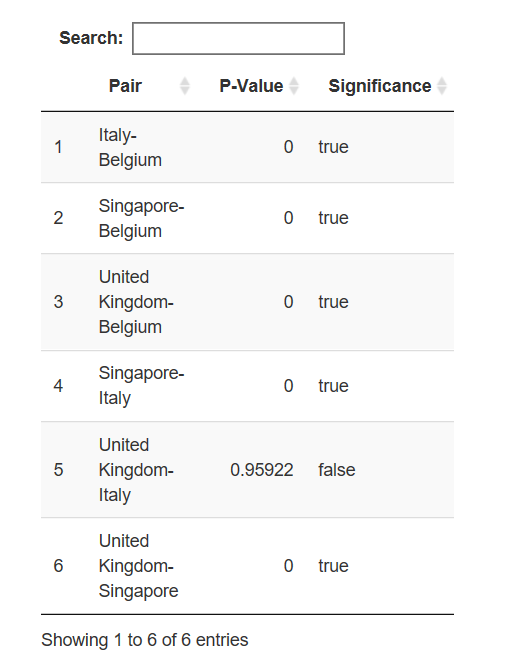 Search:
Pair P-Value Significance
1 Italy-
Belgium 0 true
2 Singapore-
Belgium 0 true
3 United
Kingdom-
Belgium 0 true
4 Singapore-
Italy 0 true
5 United
Kingdom-
Italy 0.95922 false
6 United
Kingdom-
Singapore 0 true
Showing 1 to 6 of 6 entries